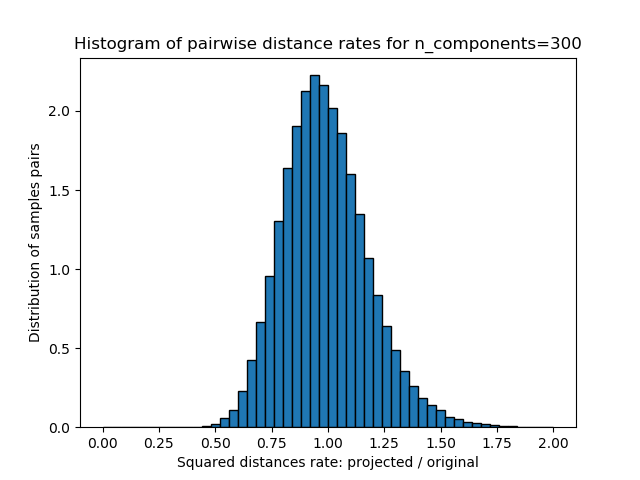 Histogram of pairwise distance rates for n_components=300
Distribution of samples pairs
2.0
1.5
1.0
0.5
0.0
0.00 0.25 0.50 0.75 1.00 1.25 1.50 1.75 2.00
Squared distances rate: projected / original